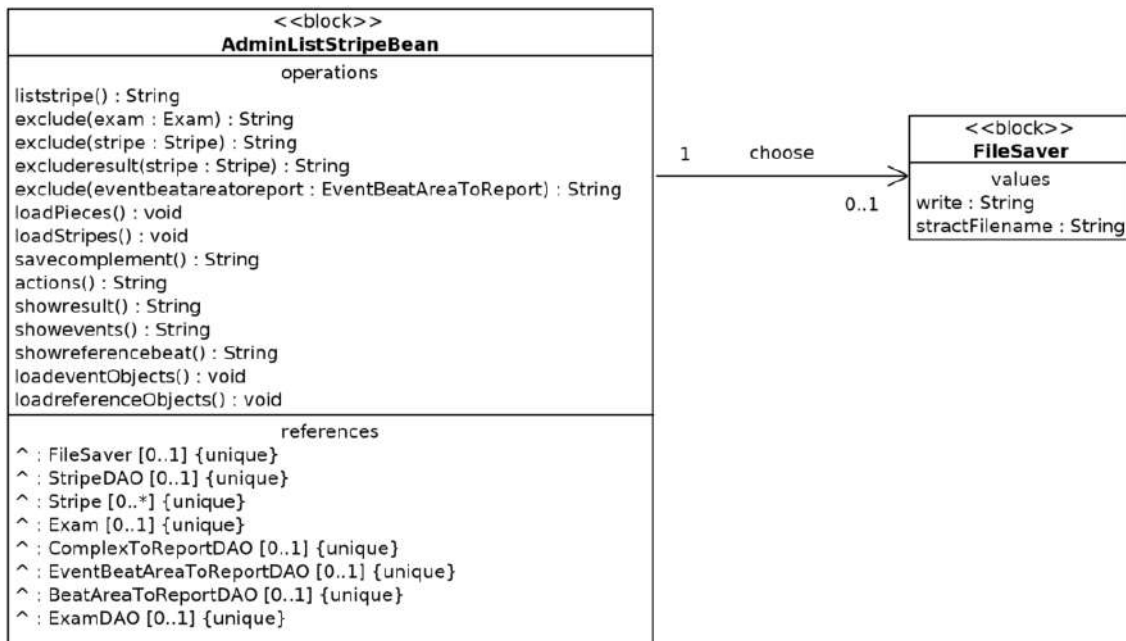 <<block>>
AdminListStripeBean
operations
liststripe() : String
exclude(exam : Exam) : String
exclude(stripe : Stripe) : String
excluderesult(stripe : Stripe) : String
exclude(eventbeatareatoreport : EventBeatAreaToReport) : String
loadPieces() : void
loadStripes() : void
savecomplement() : String
actions() : String
showresult() : String
showevents() : String
showreferencebeat() : String
loadeventObjects() : void
loadreferenceObjects() : void
references
^ : FileSaver [0..1] {unique}
^ : StripeDAO [0..1] {unique}
^ : Stripe [0..*] {unique}
^ : Exam [0..1] {unique}
^ : ComplexToReportDAO [0..1] {unique}
^ : EventBeatAreaToReportDAO [0..1] {unique}
^ : BeatAreaToReportDAO [0..1] {unique}
^ : ExamDAO [0..1] {unique}
1 choose
0..1
<<block>>
FileSaver
values
write : String
stractFilename : String